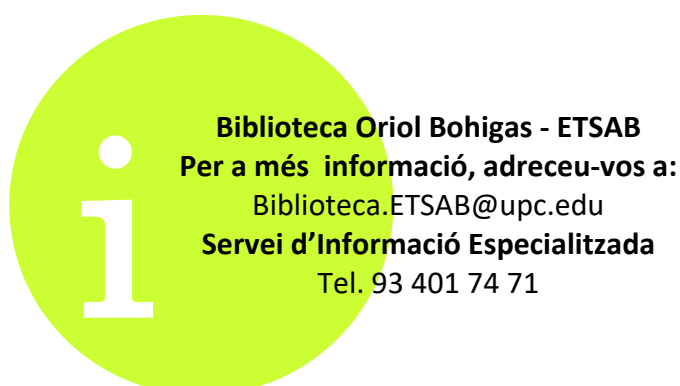 i
Biblioteca Oriol Bohigas - ETSAB
Per a més informació, adreceu-vos a:
Biblioteca.ETSAB@upc.edu
Servei d’Informació Especialitzada
Tel. 93 401 74 71